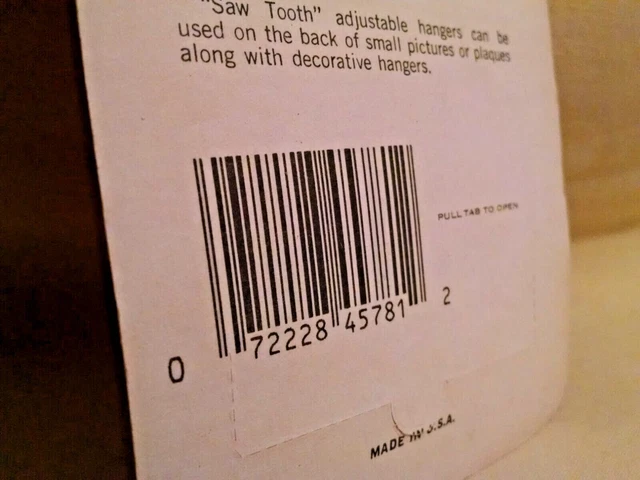 "Saw Tooth" adjustable hangers can be
used on the back of small pictures or plaques
along with decorative hangers.
PULL TAB TO OPEN
0 72228 45781 2
MADE IN U.S.A.